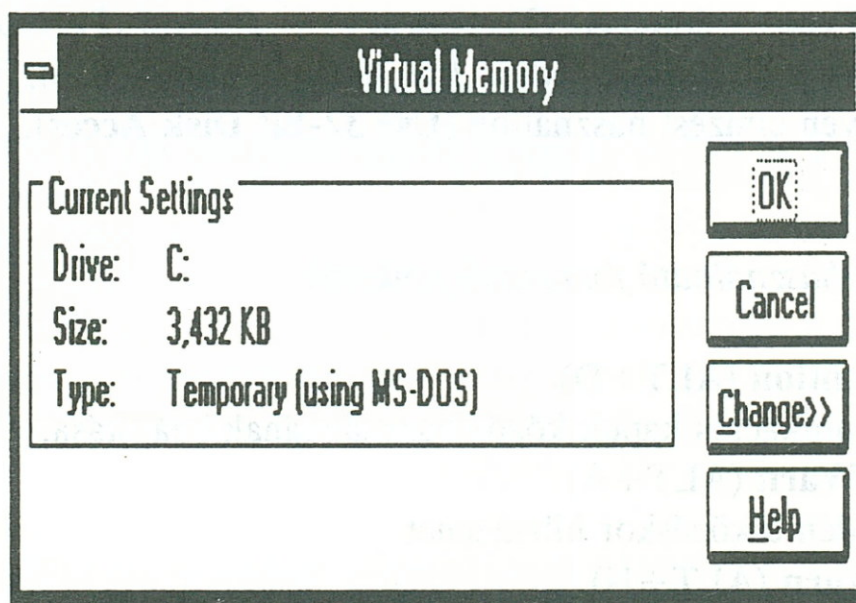 Virtual Memory
Current Settings
Drive: C:
Size: 3,432 KB
Type: Temporary (using MS-DOS)
OK
Cancel
Change>>
Help